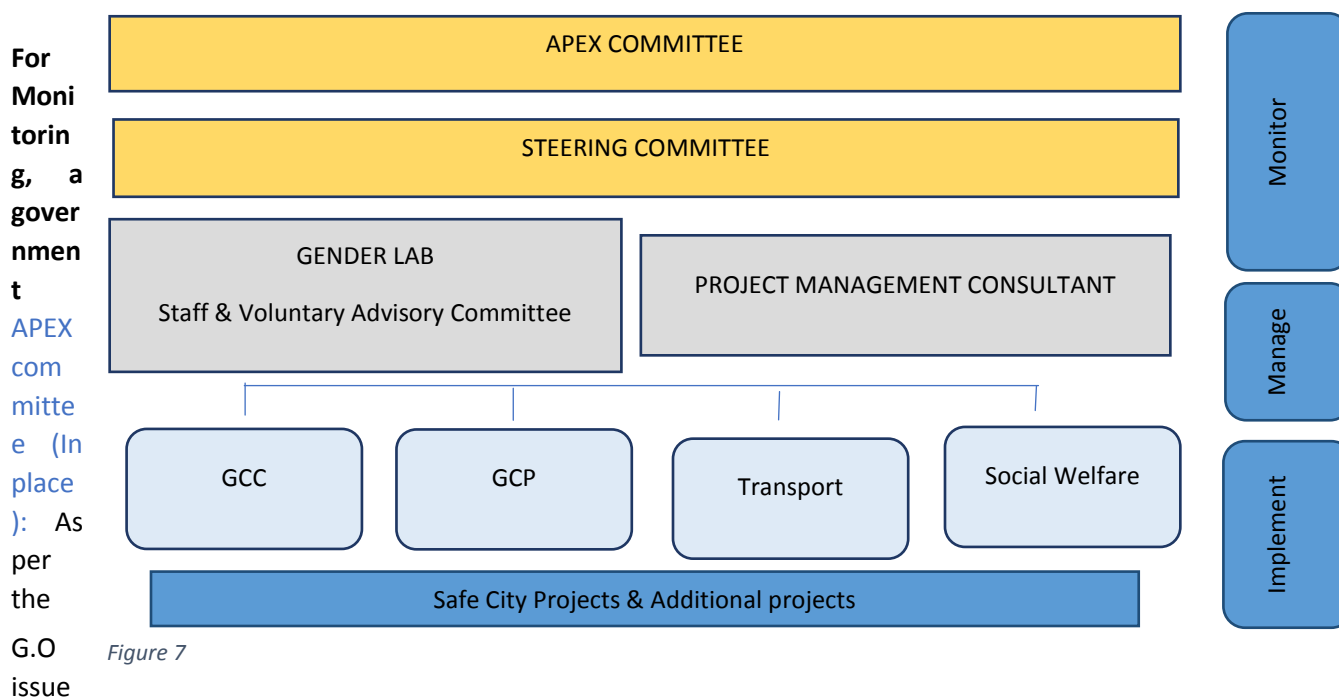 For
Moni
torin
g, a
gover
nmen
t
APEX
com
mitte
e (In
place
): As
per
the
G.O
issue
APEX COMMITTEE
STEERING COMMITTEE
GENDER LAB
Staff & Voluntary Advisory Committee
PROJECT MANAGEMENT CONSULTANT
GCC
GCP
Transport
Social Welfare
Safe City Projects & Additional projects
Figure 7
Monitor
Manage
Implement